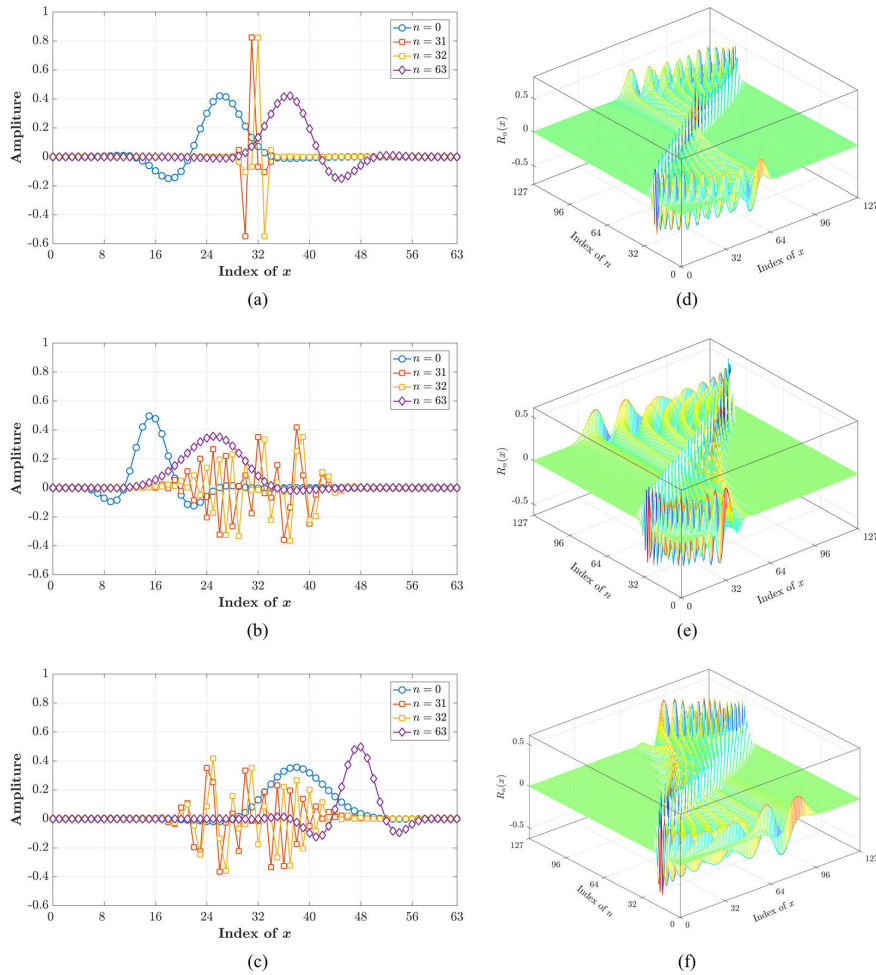 1
0.8
0.6
0.4
0.2
0
-0.2
-0.4
-0.6
Ampliture
0 8 16 24 32 40 48 56 63
Index of x
n = 0
n = 31
n = 32
n = 63
(a)
0.5
0
-0.5
R_n(x)
127
96
64
32
0
Index of n
0
32
64
96
127
Index of x
(d)
1
0.8
0.6
0.4
0.2
0
-0.2
-0.4
-0.6
Ampliture
0 8 16 24 32 40 48 56 63
Index of x
n = 0
n = 31
n = 32
n = 63
(b)
0.5
0
-0.5
R_n(x)
127
96
64
32
0
Index of n
0
32
64
96
127
Index of x
(e)
1
0.8
0.6
0.4
0.2
0
-0.2
-0.4
-0.6
Ampliture
0 8 16 24 32 40 48 56 63
Index of x
n = 0
n = 31
n = 32
n = 63
(c)
0.5
0
-0.5
R_n(x)
127
96
64
32
0
Index of n
0
32
64
96
127
Index of x
(f)